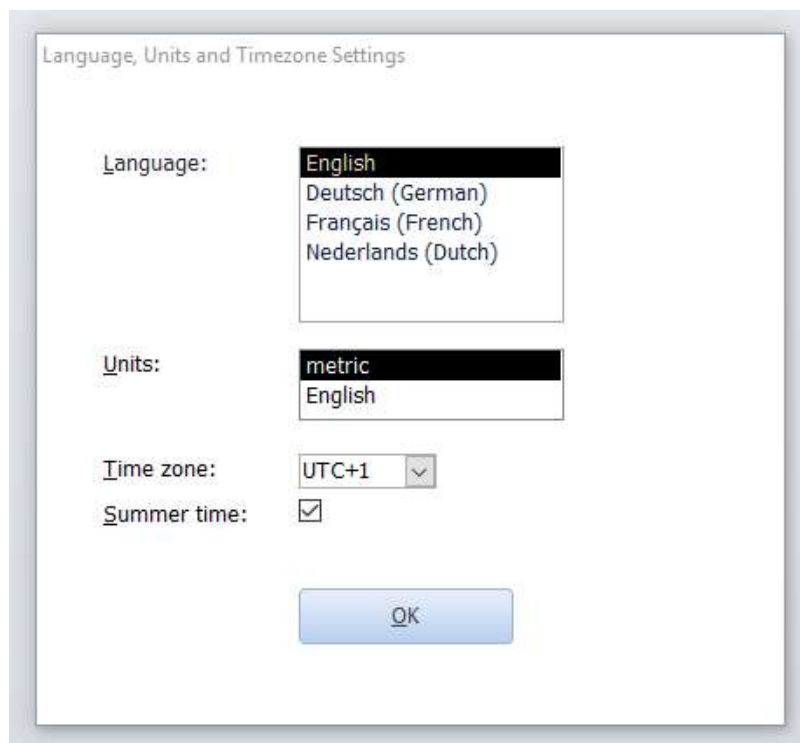 Language, Units and Timezone Settings
Language:
English
Deutsch (German)
Français (French)
Nederlands (Dutch)
Units:
metric
English
Time zone: UTC+1
Summer time:
OK